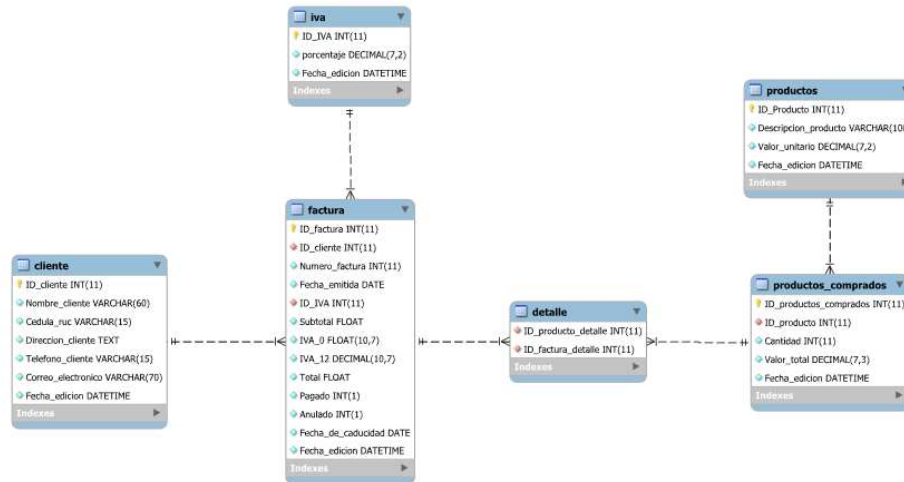 iva
ID_IVA INT(11)
porcentaje DECIMAL(7,2)
Fecha_edicion DATETIME
Indexes
productos
ID_Producto INT(11)
Descripcion_producto VARCHAR(10
Valor_unitario DECIMAL(7,2)
Fecha_edicion DATETIME
Indexes
factura
ID_factura INT(11)
ID_cliente INT(11)
Numero_factura INT(11)
Fecha_emitida DATE
ID_IVA INT(11)
Subtotal FLOAT
IVA_0 FLOAT(10,7)
IVA_12 DECIMAL(10,7)
Total FLOAT
Pagado INT(1)
Anulado INT(1)
Fecha_de_caducidad DATE
Fecha_edicion DATETIME
Indexes
cliente
ID_cliente INT(11)
Nombre_cliente VARCHAR(60)
Cedula_ruc VARCHAR(15)
Direccion_cliente TEXT
Telefono_cliente VARCHAR(15)
Correo_electronico VARCHAR(70)
Fecha_edicion DATETIME
Indexes
detalle
ID_producto_detalle INT(11)
ID_factura_detalle INT(11)
Indexes
productos_comprados
ID_productos_comprados INT(11)
ID_producto INT(11)
Cantidad INT(11)
Valor_total DECIMAL(7,3)
Fecha_edicion DATETIME
Indexes